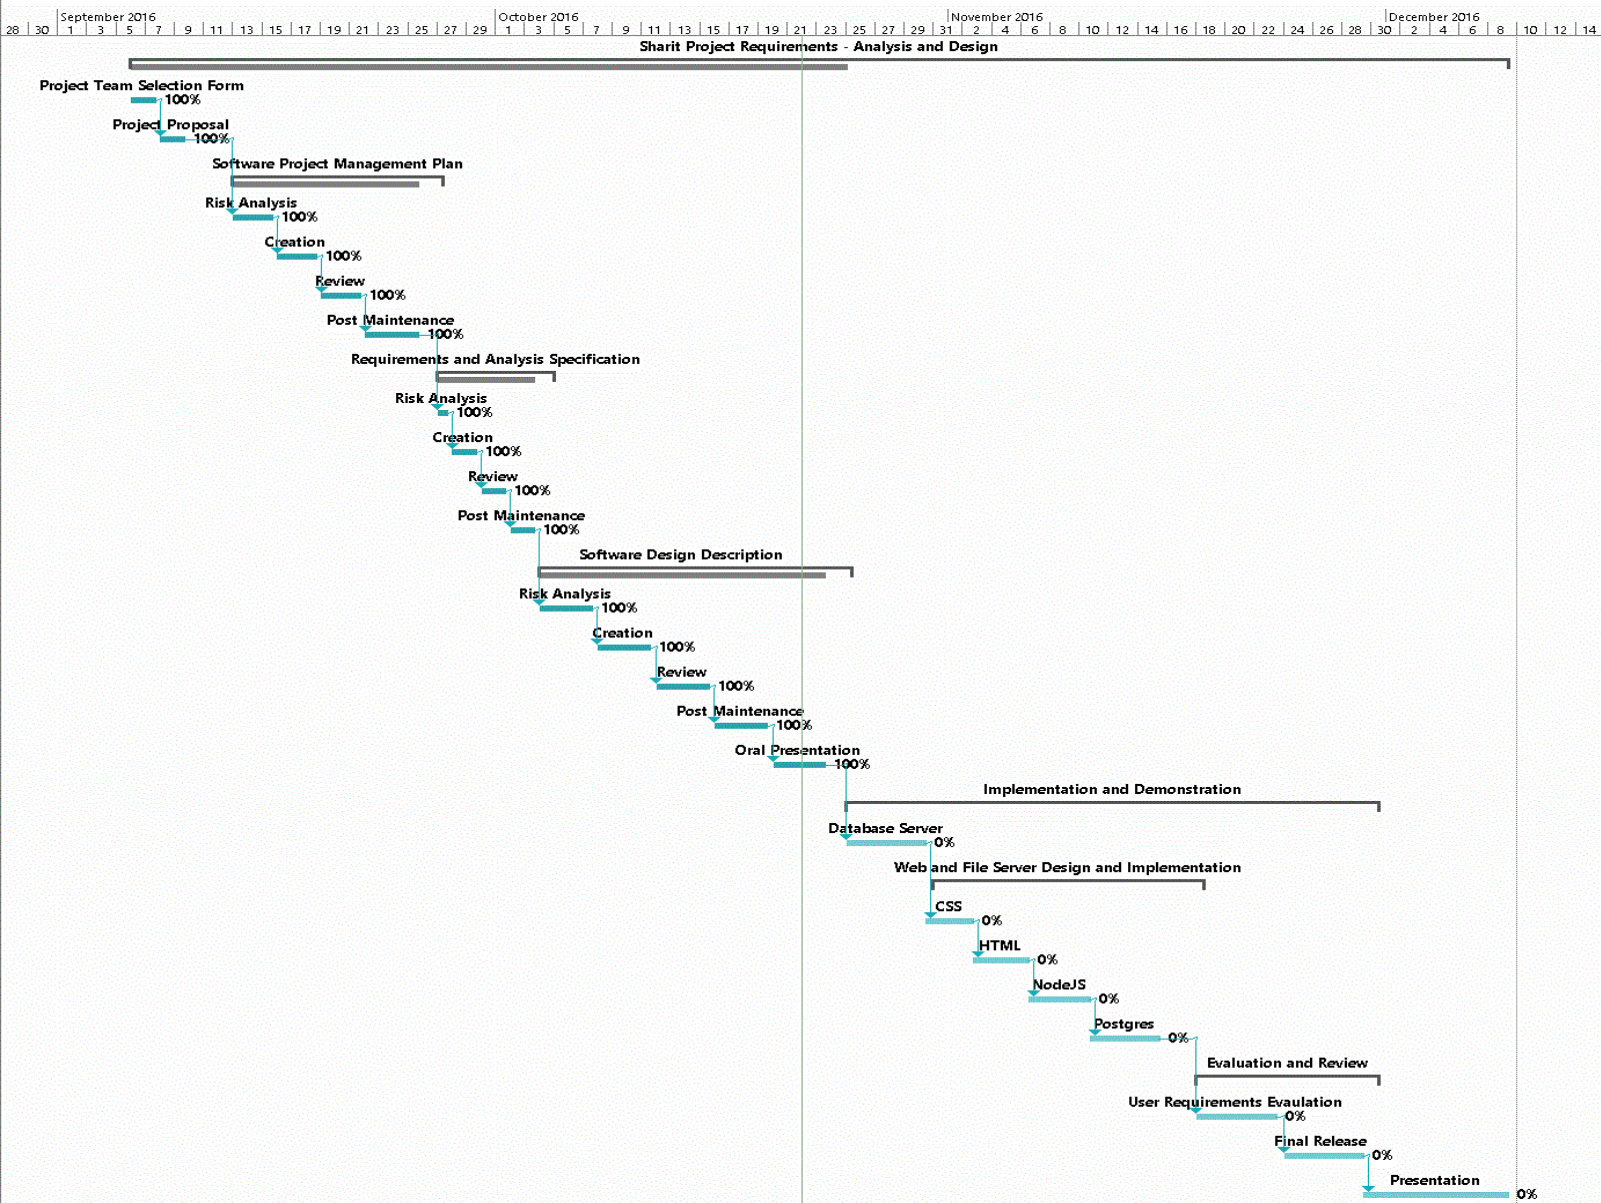 September 2016 October 2016 November 2016 December 2016
28 30 1 3 5 7 9 11 13 15 17 19 21 23 25 27 29 1 3 5 7 9 11 13 15 17 19 21 23 25 27 29 31 2 4 6 8 10 12 14 16 18 20 22 24 26 28 30 2 4 6 8 10 12 14
Sharit Project Requirements - Analysis and Design
Project Team Selection Form
100%
Project Proposal
100%
Software Project Management Plan
Risk Analysis
100%
Creation
100%
Review
100%
Post Maintenance
100%
Requirements and Analysis Specification
Risk Analysis
100%
Creation
100%
Review
100%
Post Maintenance
100%
Software Design Description
Risk Analysis
100%
Creation
100%
Review
100%
Post Maintenance
100%
Oral Presentation
100%
Implementation and Demonstration
Database Server
0%
Web and File Server Design and Implementation
CSS
0%
HTML
0%
NodeJS
0%
Postgres
0%
Evaluation and Review
User Requirements Evaulation
0%
Final Release
0%
Presentation
0%